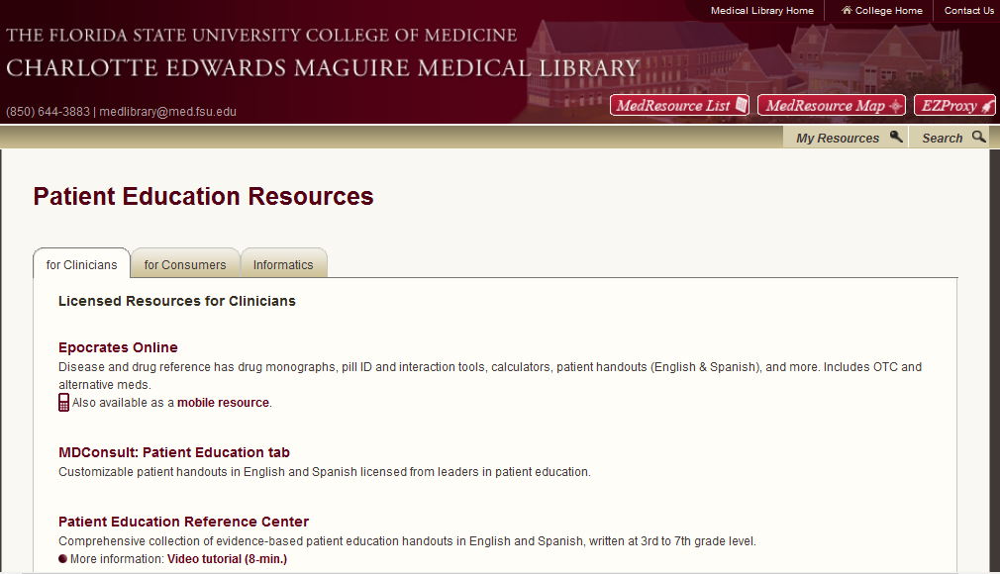 Medical Library Home
College Home
Contact Us
THE FLORIDA STATE UNIVERSITY COLLEGE OF MEDICINE
CHARLOTTE EDWARDS MAGUIRE MEDICAL LIBRARY
(850) 644-3883 | medlibrary@med.fsu.edu
MedResource List
MedResource Map
EZProxy
My Resources
Search
Patient Education Resources
for Clinicians
for Consumers
Informatics
Licensed Resources for Clinicians
Epocrates Online
Disease and drug reference has drug monographs, pill ID and interaction tools, calculators, patient handouts (English & Spanish), and more. Includes OTC and
alternative meds.
Also available as a mobile resource.
MDConsult: Patient Education tab
Customizable patient handouts in English and Spanish licensed from leaders in patient education.
Patient Education Reference Center
Comprehensive collection of evidence-based patient education handouts in English and Spanish, written at 3rd to 7th grade level.
More information: Video tutorial (8-min.)